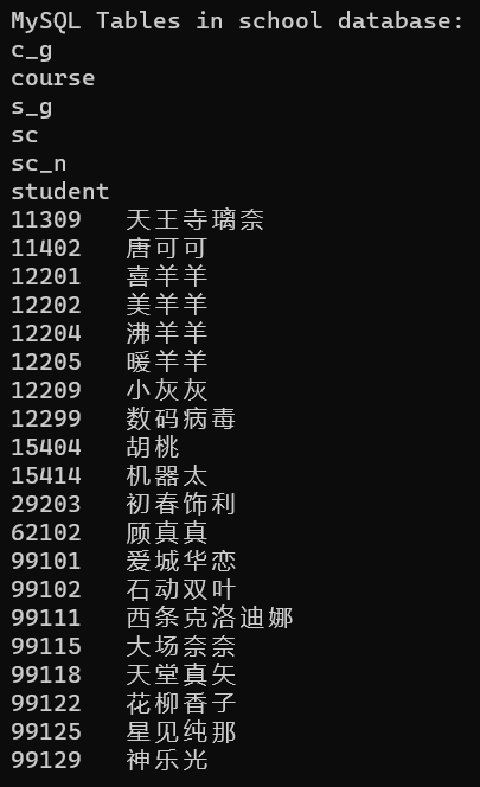 MySQL Tables in school database:
c_g
course
s_g
sc
sc_n
student
11309 天王寺璃奈
11402 唐可可
12201 喜羊羊
12202 美羊羊
12204 沸羊羊
12205 暖羊羊
12209 小灰灰
12299 数码病毒
15404 胡桃
15414 机器太
29203 初春饰利
62102 顾真真
99101 爱城华恋
99102 石动双叶
99111 西条克洛迪娜
99115 大场奈奈
99118 天堂真矢
99122 花柳香子
99125 星见纯那
99129 神乐光